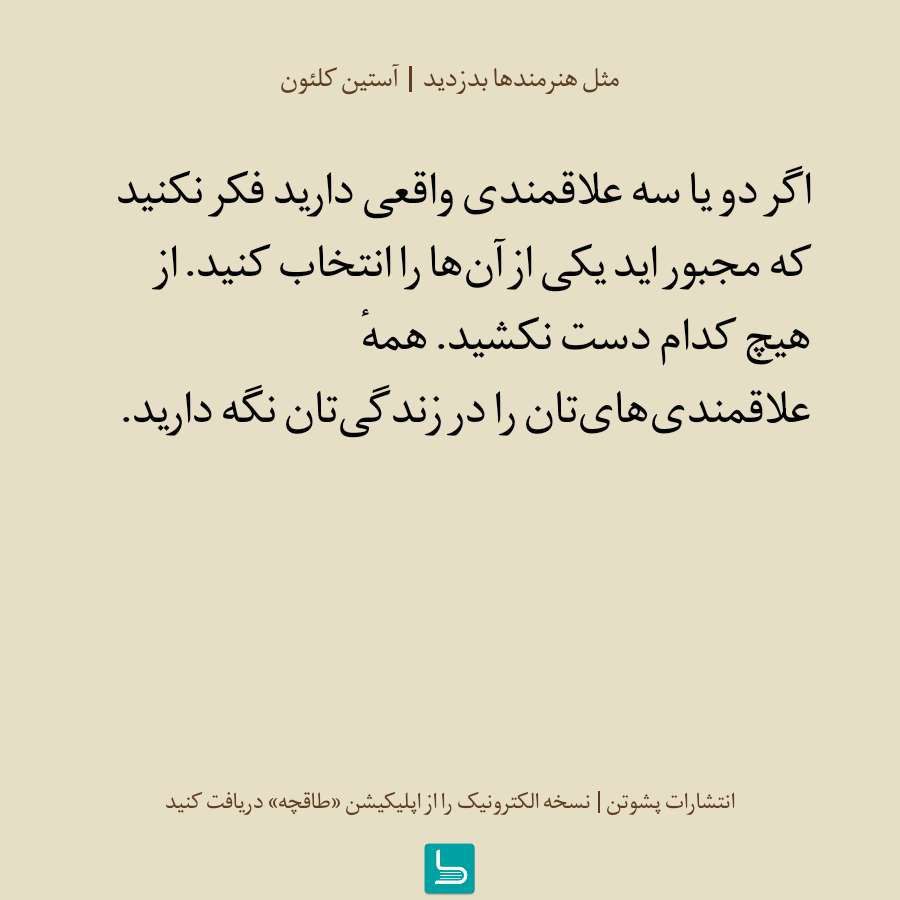 مثل هنرمندها بدزدید | آستین کلئون
اگر دو یا سه علاقمندی واقعی دارید فکر نکنید
که مجبور اید یکی از آن‌ها را انتخاب کنید. از
هیچ کدام دست نکشید. همهٔ
علاقمندی‌های‌تان را در زندگی‌تان نگه دارید.
انتشارات پشوتن | نسخه الکترونیک را از اپلیکیشن «طاقچه» دریافت کنید